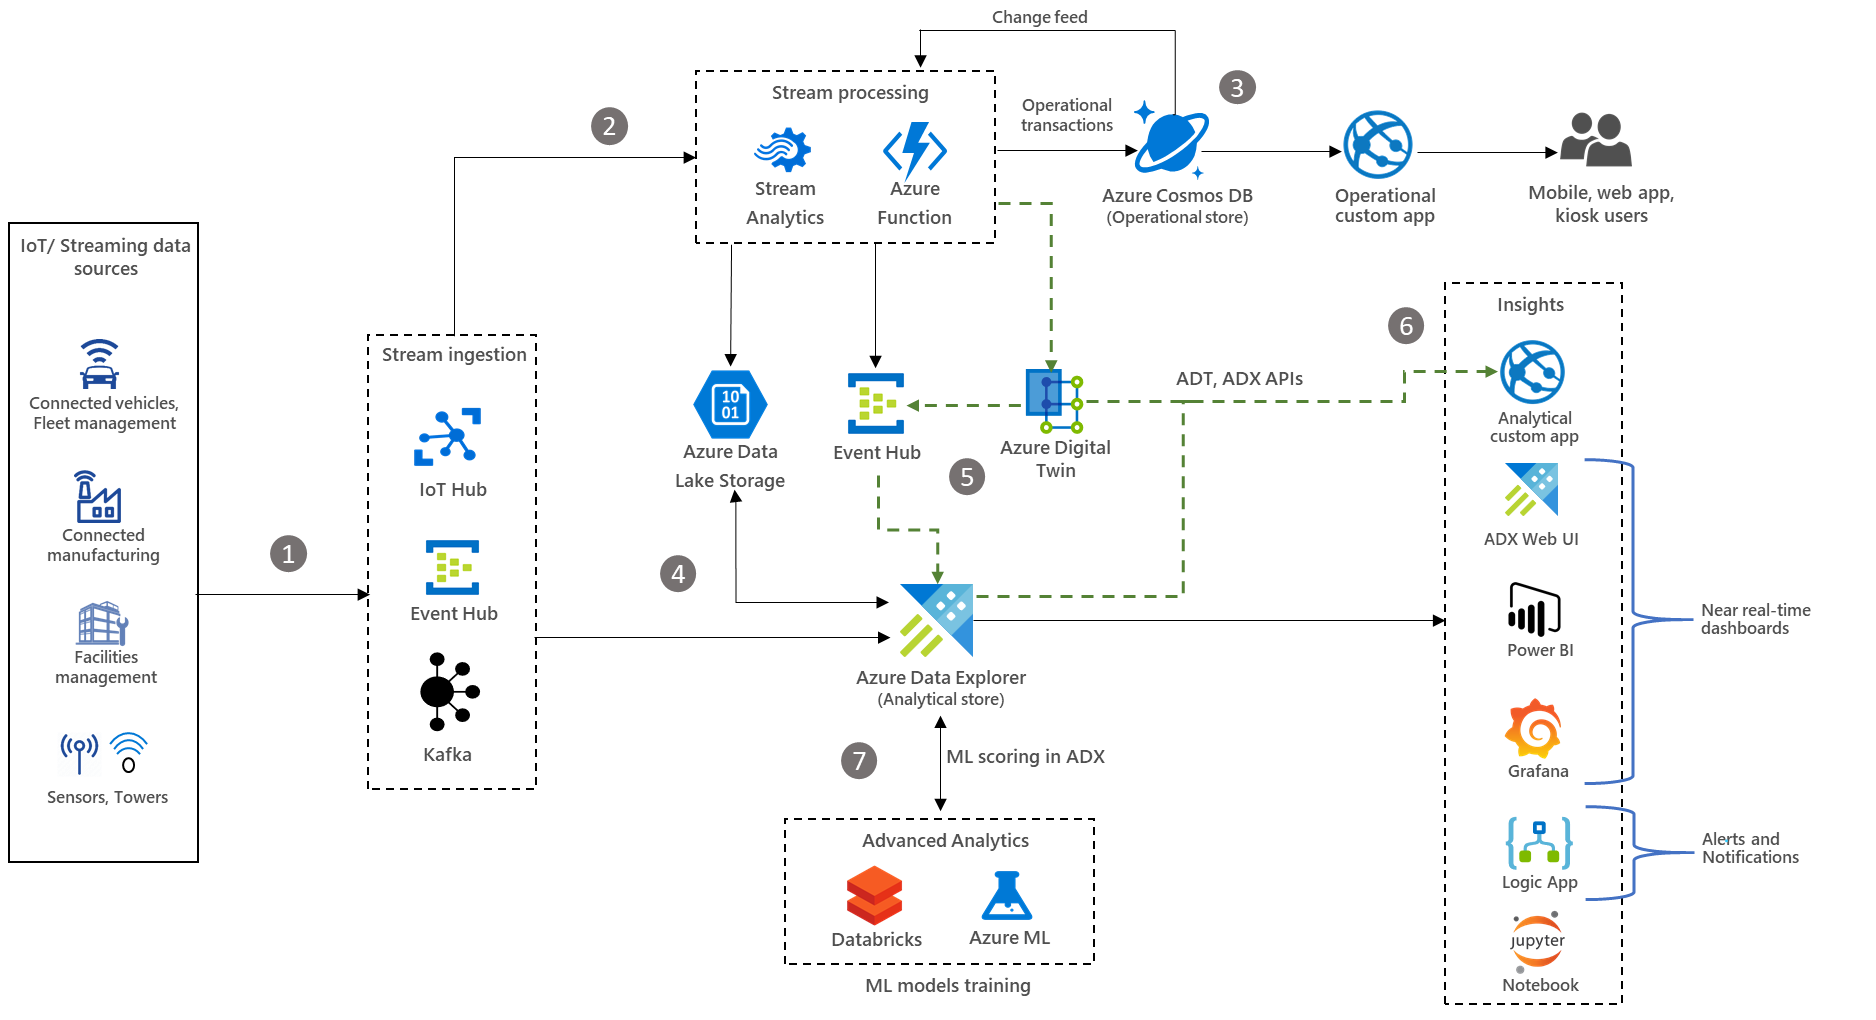 Change feed
Stream processing
Stream
Analytics
Azure
Function
2
Operational
transactions
3
Azure Cosmos DB
(Operational store)
Operational
custom app
Mobile, web app,
kiosk users
IoT/ Streaming data
sources
Connected vehicles,
Fleet management
Connected
manufacturing
Facilities
management
Sensors, Towers
1
Stream ingestion
IoT Hub
Event Hub
Kafka
10
01
Azure Data
Lake Storage
Event Hub
Azure Digital
Twin
5
ADT, ADX APIs
6
4
Azure Data Explorer
(Analytical store)
7
ML scoring in ADX
Advanced Analytics
Databricks
Azure ML
ML models training
Insights
Analytical
custom app
ADX Web UI
Power BI
Grafana
Logic App
jupyter
Notebook
Near real-time
dashboards
Alerts and
Notifications